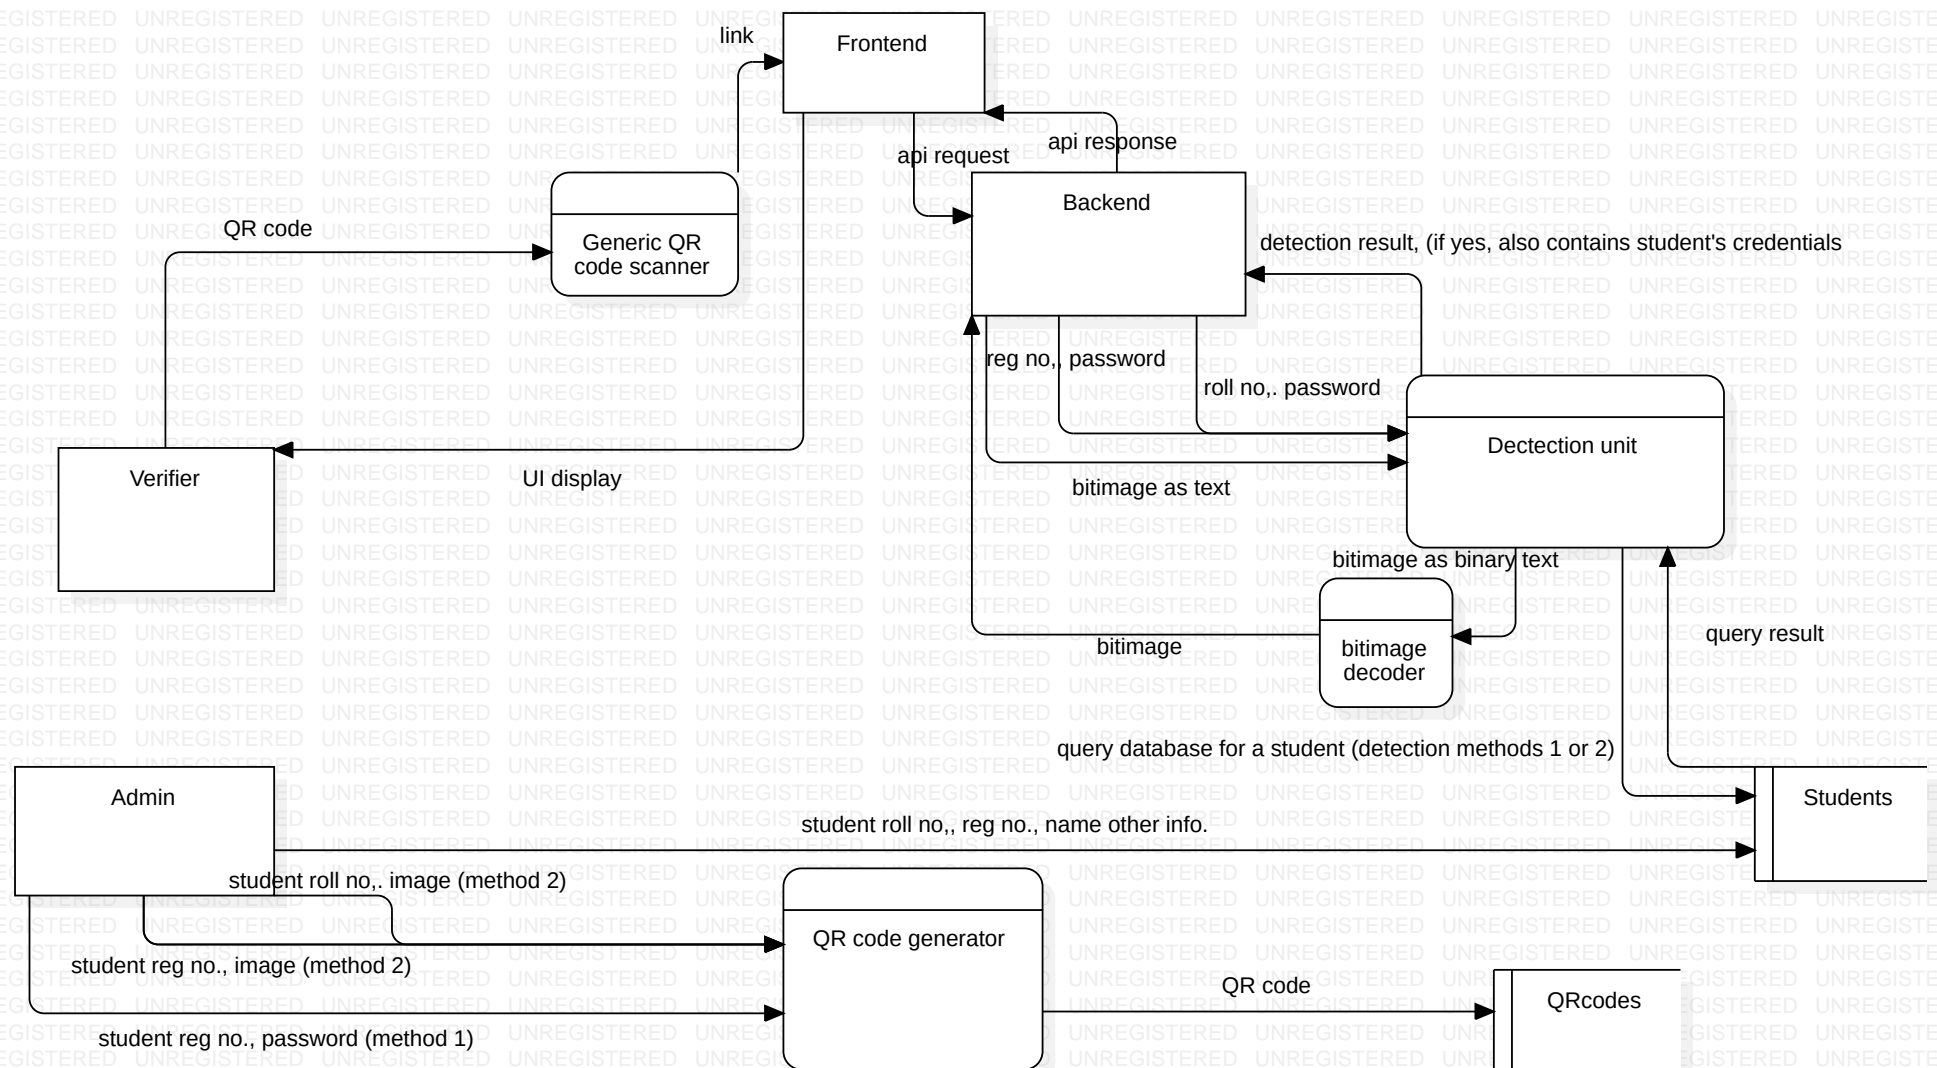 link
Frontend
api response
api request
Backend
QR code
Generic QR
code scanner
detection result, (if yes, also contains student's credentials
reg no,, password
roll no,. password
Dectection unit
Verifier
UI display
bitimage as text
bitimage as binary text
bitimage
bitimage
decoder
query result
query database for a student (detection methods 1 or 2)
Admin
Students
student roll no,, reg no., name other info.
student roll no,. image (method 2)
QR code generator
student reg no., image (method 2)
QR code
QRcodes
student reg no., password (method 1)
UNREGISTERED